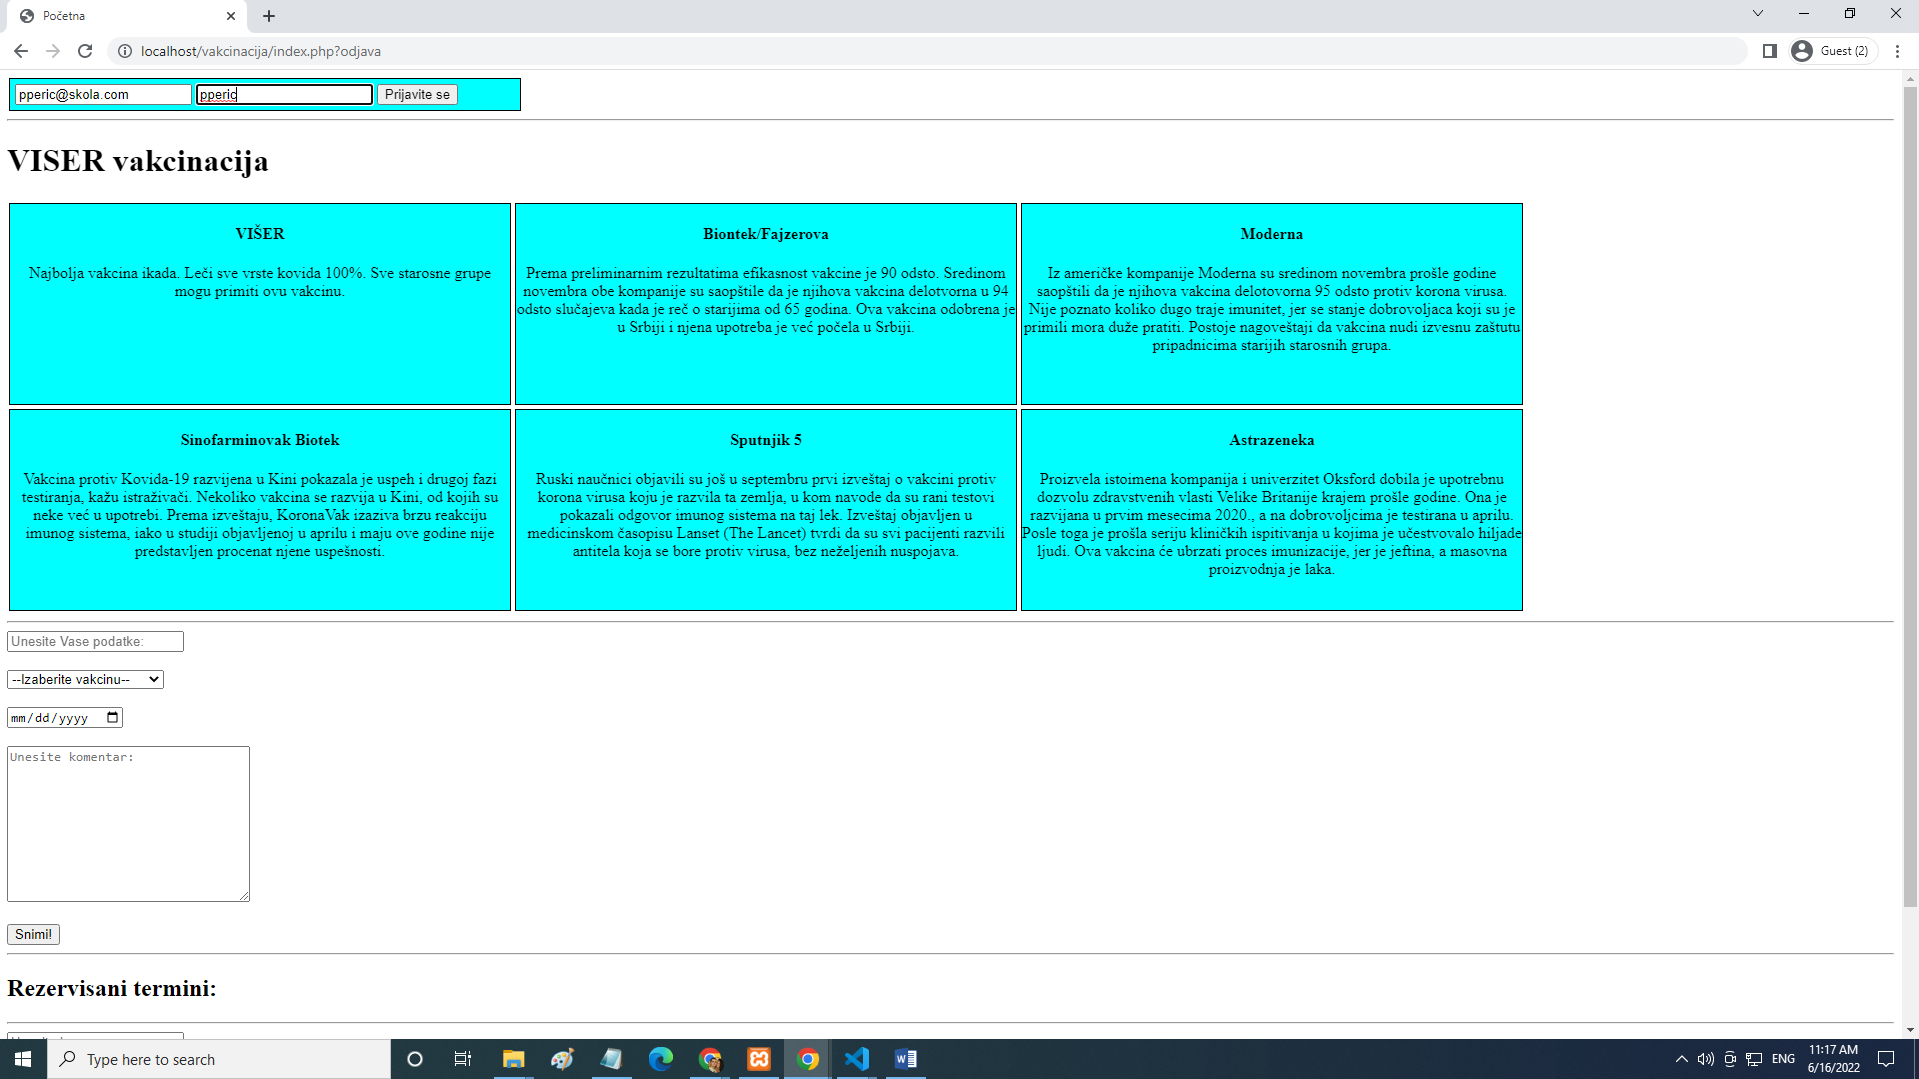 Početna
localhost/vakcinacija/index.php?odjava
Guest (2)
pperic@skola.com pperic Prijavite se
VISER vakcinacija
VIŠER
Najbolja vakcina ikada. Leči sve vrste kovida 100%. Sve starosne grupe
mogu primiti ovu vakcinu.
Biontek/Fajzerova
Prema preliminarnim rezultatima efikasnost vakcine je 90 odsto. Sredinom
novembra obe kompanije su saopštile da je njihova vakcina delotvorna u 94
odsto slučajeva kada je reč o starijima od 65 godina. Ova vakcina odobrena je
u Srbiji i njena upotreba je već počela u Srbiji.
Moderna
Iz američke kompanije Moderna su sredinom novembra prošle godine
saopštili da je njihova vakcina delotovorna 95 odsto protiv korona virusa.
Nije poznato koliko dugo traje imunitet, jer se stanje dobrovoljaca koji su je
primili mora duže pratiti. Postoje nagoveštaji da vakcina nudi izvesnu zaštutu
pripadnicima starijih starosnih grupa.
Sinofarminovak Biotek
Vakcina protiv Kovida-19 razvijena u Kini pokazala je uspeh i drugoj fazi
testiranja, kažu istraživači. Nekoliko vakcina se razvija u Kini, od kojih su
neke već u upotrebi. Prema izveštaju, KoronaVak izaziva brzu reakciju
imunog sistema, iako u studiji objavljenoj u aprilu i maju ove godine nije
predstavljen procenat njene uspešnosti.
Sputnjik 5
Ruski naučnici objavili su još u septembru prvi izveštaj o vakcini protiv
korona virusa koju je razvila ta zemlja, u kom navode da su rani testovi
pokazali odgovor imunog sistema na taj lek. Izveštaj objavljen u
medicinskom časopisu Lanset (The Lancet) tvrdi da su svi pacijenti razvili
antitela koja se bore protiv virusa, bez neželjenih nuspojava.
Astrazeneka
Proizvela istoimena kompanija i univerzitet Oksford dobila je upotrebnu
dozvolu zdravstvenih vlasti Velike Britanije krajem prošle godine. Ona je
razvijana u prvim mesecima 2020., a na dobrovoljcima je testirana u aprilu.
Posle toga je prošla seriju kliničkih ispitivanja u kojima je učestvovalo hiljade
ljudi. Ova vakcina će ubrzati proces imunizacije, jer je jeftina, a masovna
proizvodnja je laka.
Unesite Vase podatke:
--Izaberite vakcinu--
mm/dd/yyyy
Unesite komentar:
Snimi!
Rezervisani termini:
Type here to search
ENG
11:17 AM
6/16/2022